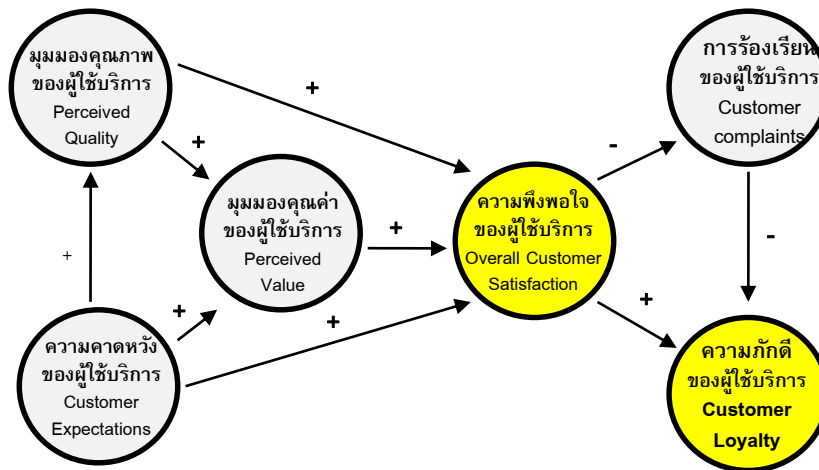 มุมมองคุณภาพ
ของผู้ใช้บริการ
Perceived
Quality
+
+
+
มุมมองคุณค่า
ของผู้ใช้บริการ
Perceived
Value
+
ความคาดหวัง
ของผู้ใช้บริการ
Customer
Expectations
+
+
ความพึงพอใจ
ของผู้ใช้บริการ
Overall Customer
Satisfaction
-
+
การร้องเรียน
ของผู้ใช้บริการ
Customer
complaints
-
ความภักดี
ของผู้ใช้บริการ
Customer
Loyalty